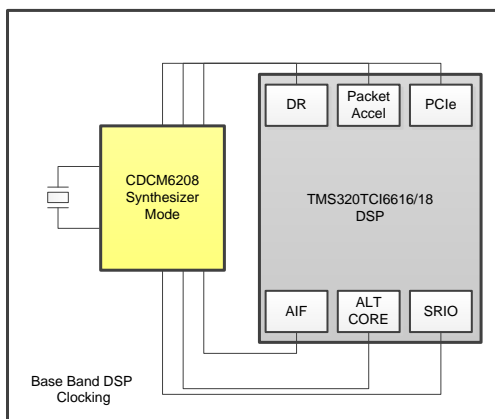 DR
Packet
Accel
PCIe
CDCM6208
Synthesizer
Mode
TMS320TCI6616/18
DSP
AIF
ALT
CORE
SRIO
Base Band DSP
Clocking